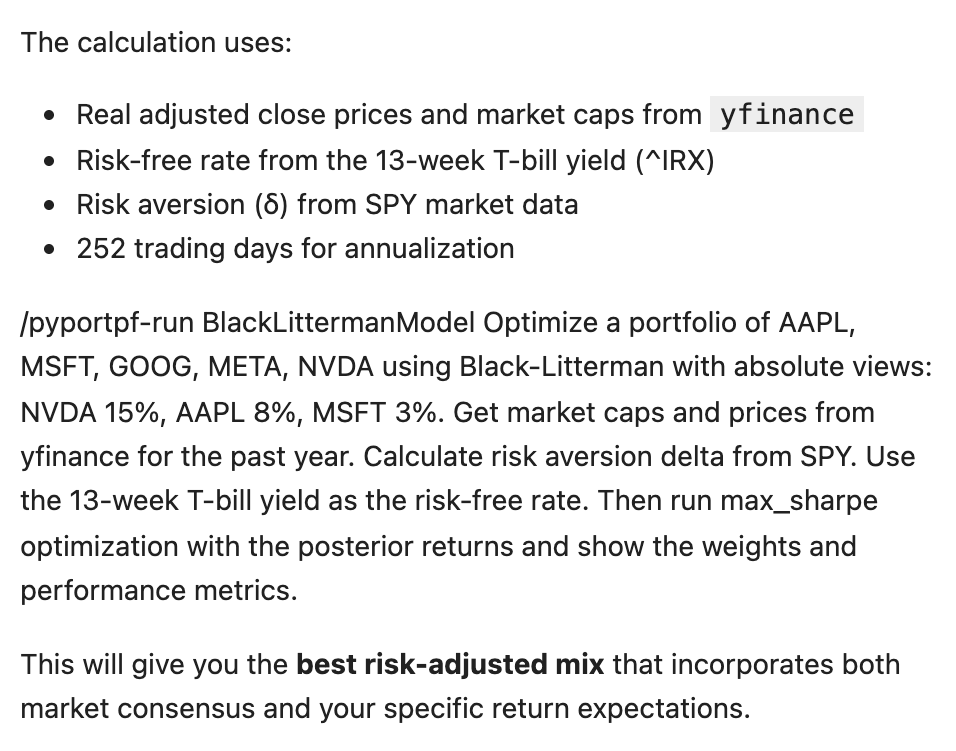 The calculation uses:
• Real adjusted close prices and market caps from yfinance
• Risk-free rate from the 13-week T-bill yield (^IRX)
• Risk aversion (δ) from SPY market data
• 252 trading days for annualization
/pyportpf-run BlackLittermanModel Optimize a portfolio of AAPL,
MSFT, GOOG, META, NVDA using Black-Litterman with absolute views:
NVDA 15%, AAPL 8%, MSFT 3%. Get market caps and prices from
yfinance for the past year. Calculate risk aversion delta from SPY. Use
the 13-week T-bill yield as the risk-free rate. Then run max_sharpe
optimization with the posterior returns and show the weights and
performance metrics.
This will give you the best risk-adjusted mix that incorporates both
market consensus and your specific return expectations.